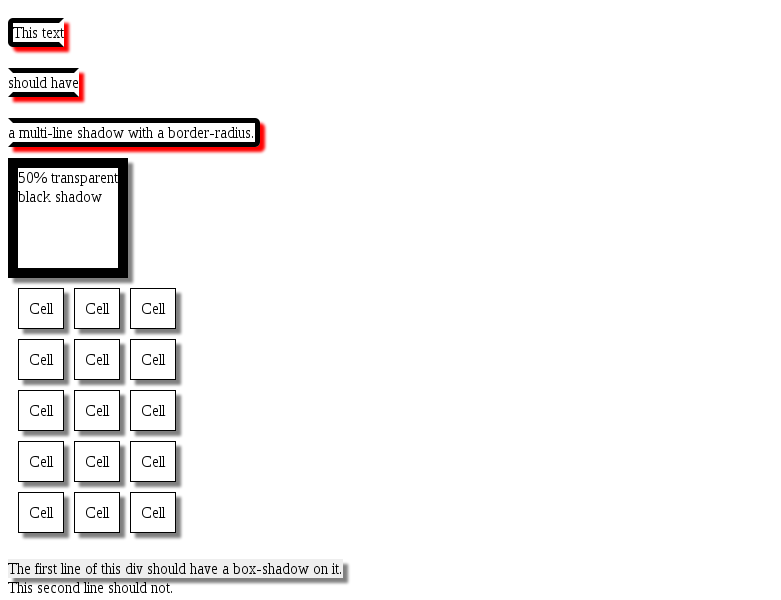 This text
should have
a multi-line shadow with a border-radius.
50% transparent
black shadow
Cell Cell Cell
Cell Cell Cell
Cell Cell Cell
Cell Cell Cell
Cell Cell Cell
The first line of this div should have a box-shadow on it.
This second line should not.